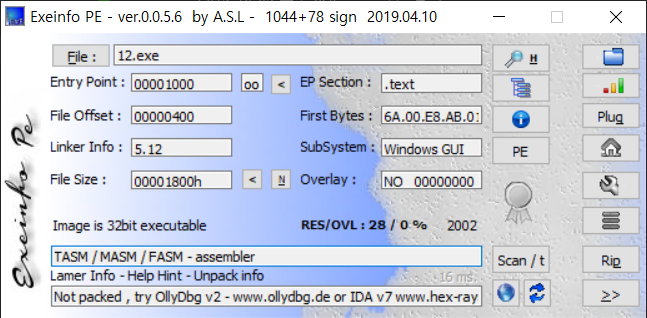 Exeinfo PE - ver.0.0.5.6 by A.S.L - 1044+78 sign 2019.04.10
Exeinfo Pe
File : 12.exe H
Entry Point : 00001000 oo < EP Section : .text
File Offset : 00000400 First Bytes : 6A.00.E8.AB.0 Plug
Linker Info : 5.12 SubSystem : Windows GUI PE
File Size : 00001800h < N Overlay : NO 00000000
Image is 32bit executable RES/OVL : 28 / 0 % 2002
TASM / MASM / FASM - assembler Scan / t Rip
Lamer Info - Help Hint - Unpack info 16 ms.
Not packed , try OllyDbg v2 - www.ollydbg.de or IDA v7 www.hex-ray >>